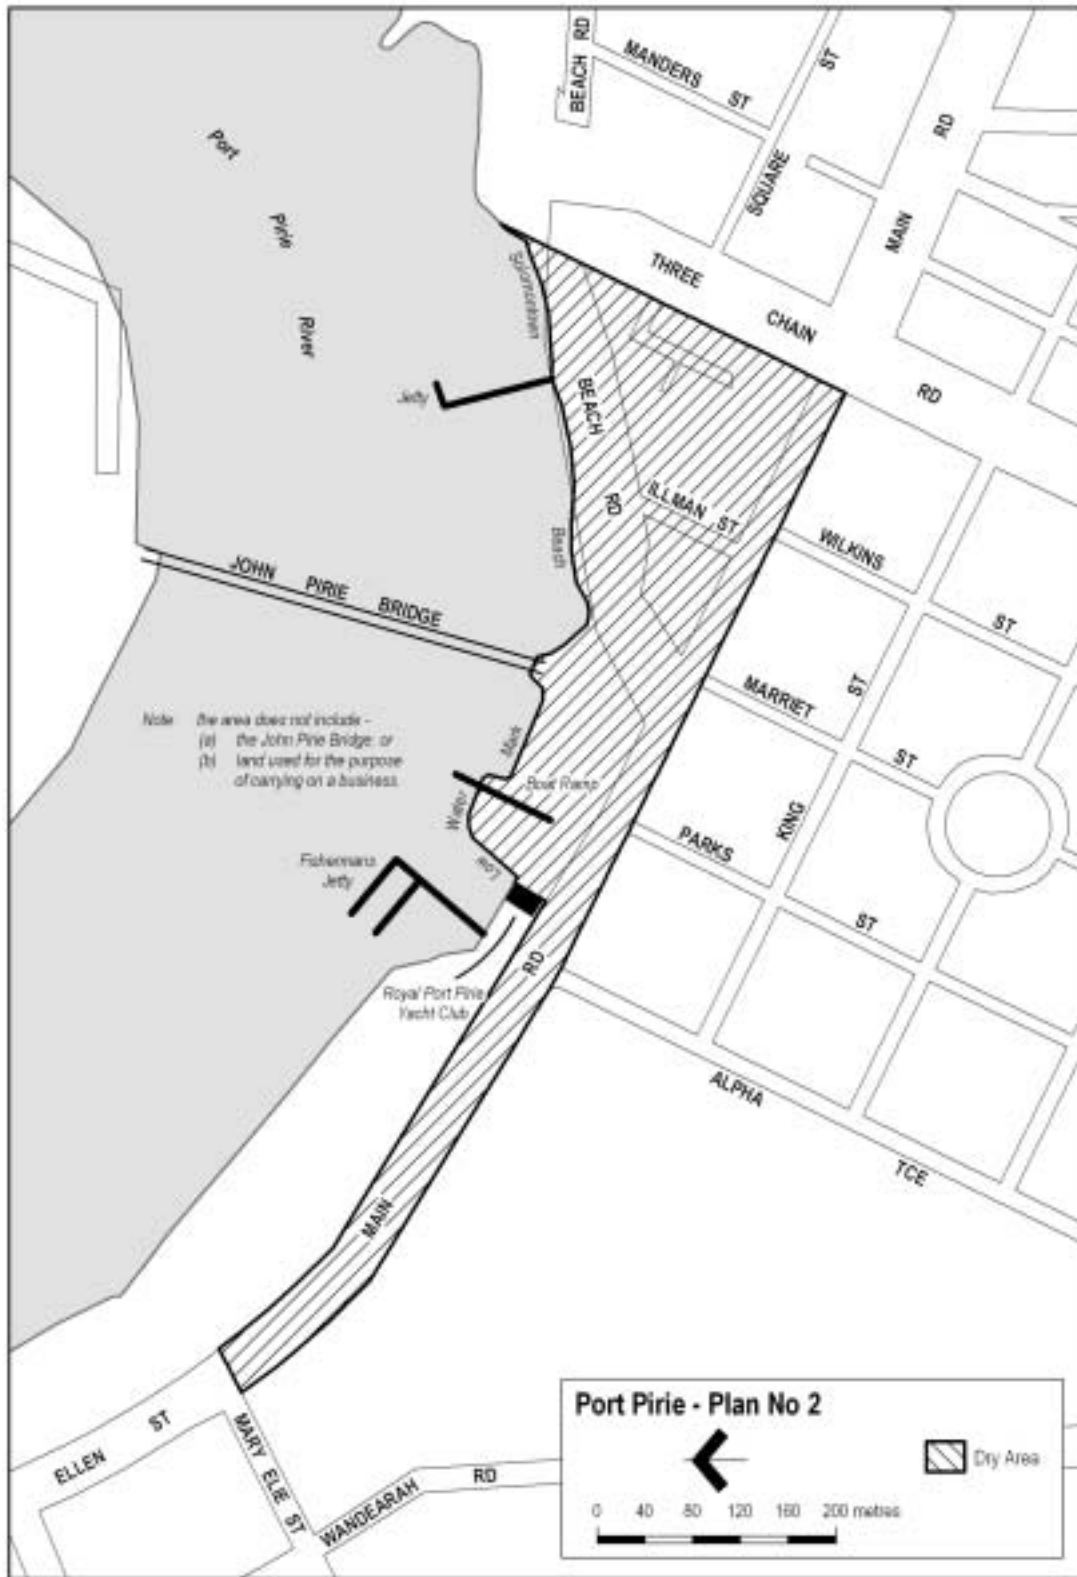 BEACH RD
MANDERS ST
SQUARE ST
MAIN RD
Port Pirie River
Solomontown Beach
THREE CHAIN RD
Jetty
BEACH RD
ILLMAN ST
WILKINS ST
JOHN PIRIE BRIDGE
MARRIET ST
KING ST
Note the area does not include -
(a) the John Pirie Bridge; or
(b) land used for the purpose
of carrying on a business.
Low Water Mark
Boat Ramp
PARKS ST
Fishermans
Jetty
Royal Port Pirie
Yacht Club
MAIN RD
ALPHA TCE
ELLEN ST
MARY ELIE ST
WANDEARAH RD
Port Pirie - Plan No 2
Dry Area
0 40 80 120 160 200 metres